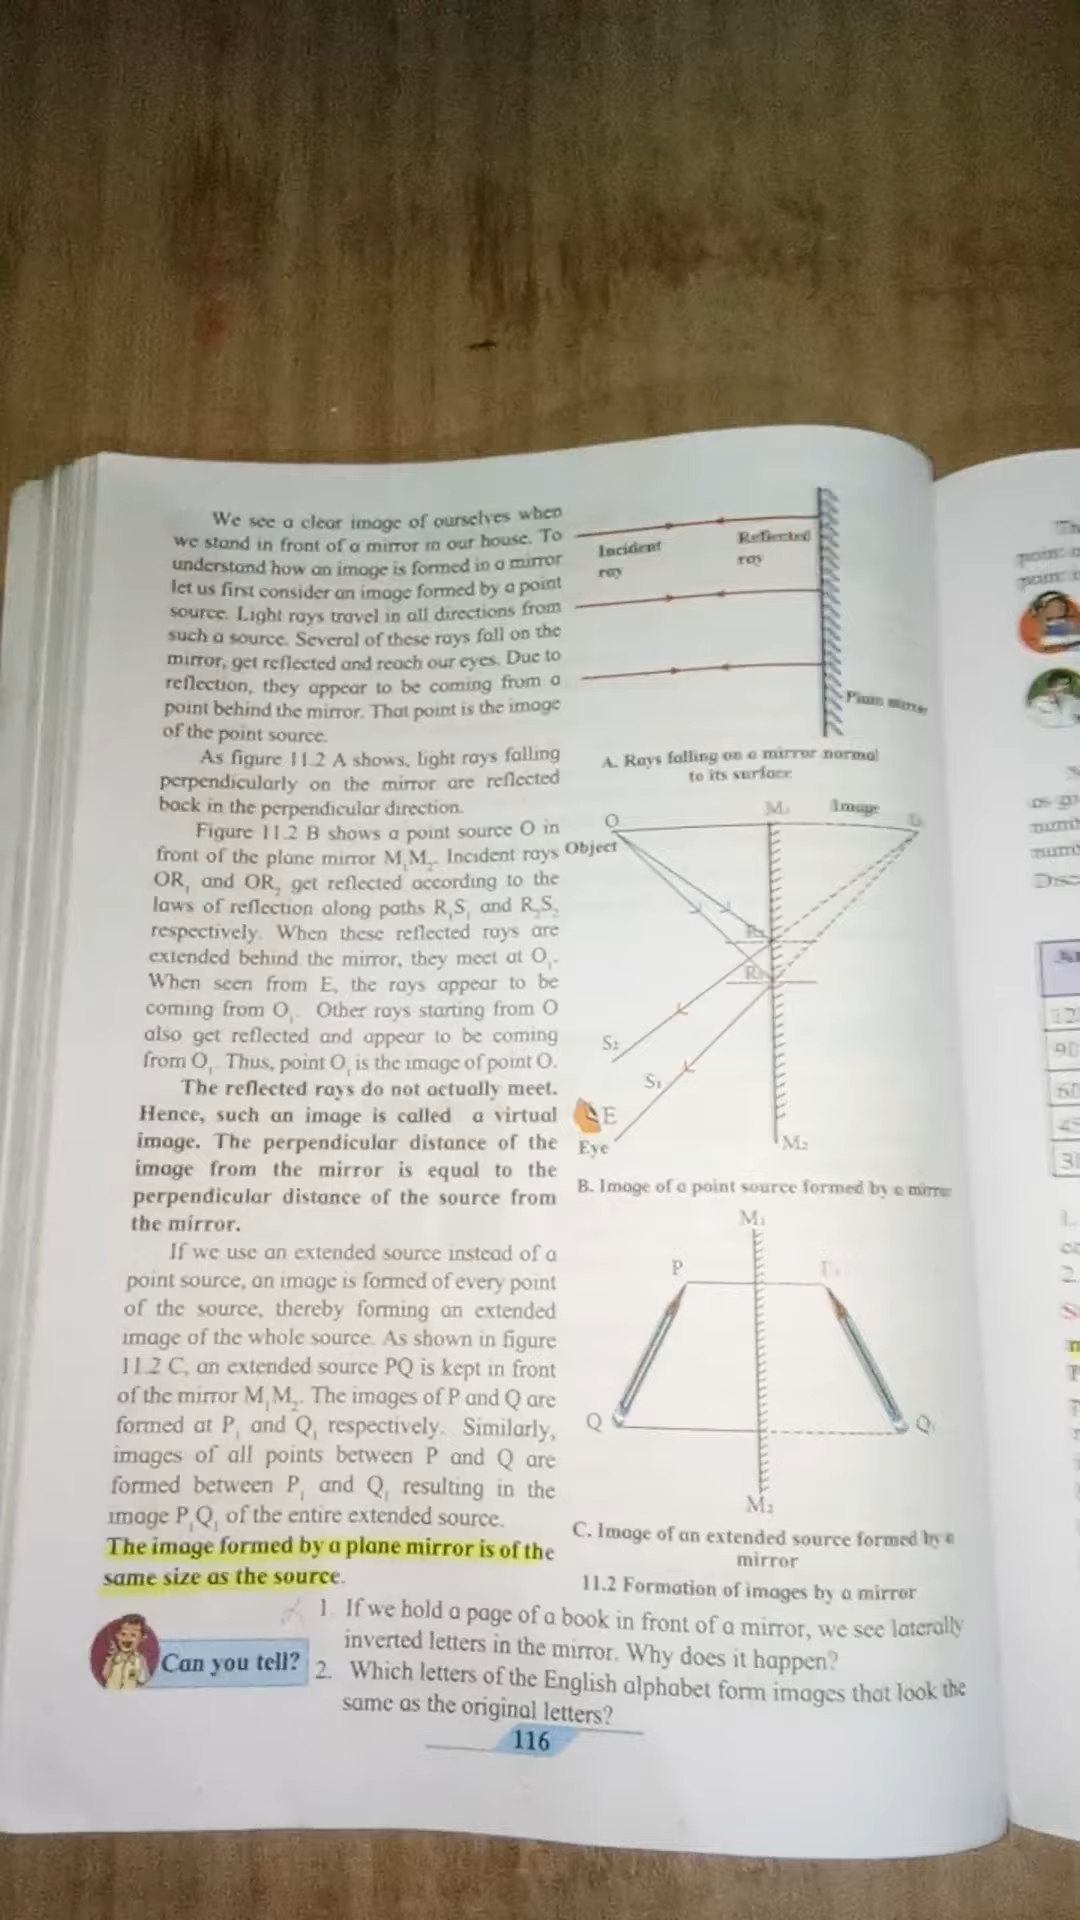 We see a clear image of ourselves when
we stand in front of a mirror in our house. To
understand how an image is formed in a mirror
let us first consider an image formed by a point
source. Light rays travel in all directions from
such a source. Several of these rays fall on the
mirror, get reflected and reach our eyes. Due to
reflection, they appear to be coming from a
point behind the mirror. That point is the image
of the point source.
As figure 11.2 A shows, light rays falling
perpendicularly on the mirror are reflected
back in the perpendicular direction.
Figure 11.2 B shows a point source O in
front of the plane mirror M₁M₂. Incident rays
OR₁ and OR₂ get reflected according to the
laws of reflection along paths R₁S₁ and R₂S₂
respectively. When these reflected rays are
extended behind the mirror, they meet at O₁.
When seen from E, the rays appear to be
coming from O₁. Other rays starting from O
also get reflected and appear to be coming
from O₁. Thus, point O₁ is the image of point O.
The reflected rays do not actually meet.
Hence, such an image is called a virtual
image. The perpendicular distance of the
image from the mirror is equal to the
perpendicular distance of the source from
the mirror.
If we use an extended source instead of a
point source, an image is formed of every point
of the source, thereby forming an extended
image of the whole source. As shown in figure
11.2 C, an extended source PQ is kept in front
of the mirror M₁M₂. The images of P and Q are
formed at P₁ and Q₁ respectively. Similarly,
images of all points between P and Q are
formed between P₁ and Q₁ resulting in the
image P₁Q₁ of the entire extended source.
The image formed by a plane mirror is of the
same size as the source.
Incident
ray
Reflected
ray
Plane mirror
A. Rays falling on a mirror normal
to its surface
O
M₁
Image
Object
S₂
S₁
E
Eye
M₂
B. Image of a point source formed by a mirror
M₁
P
Q
Q₁
M₂
C. Image of an extended source formed by a
mirror
11.2 Formation of images by a mirror
Can you tell?
1. If we hold a page of a book in front of a mirror, we see laterally
inverted letters in the mirror. Why does it happen?
2. Which letters of the English alphabet form images that look the
same as the original letters?
116